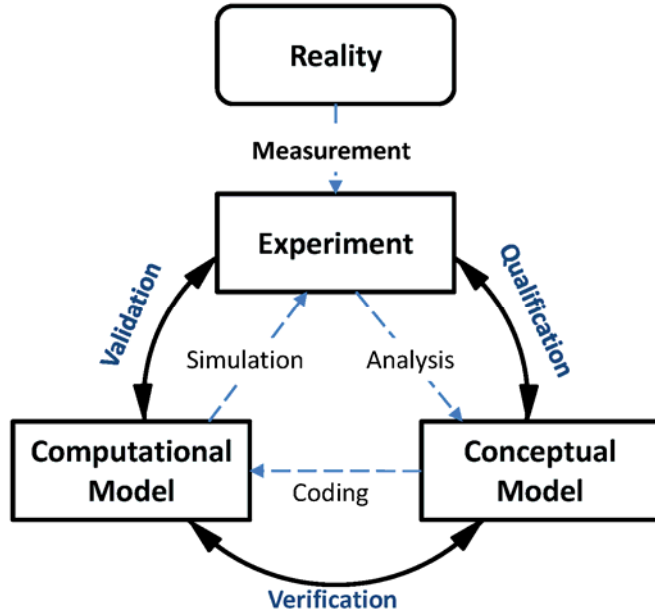 Reality
Measurement
Experiment
Validation
Qualification
Simulation
Analysis
Computational
Model
Conceptual
Model
Coding
Verification